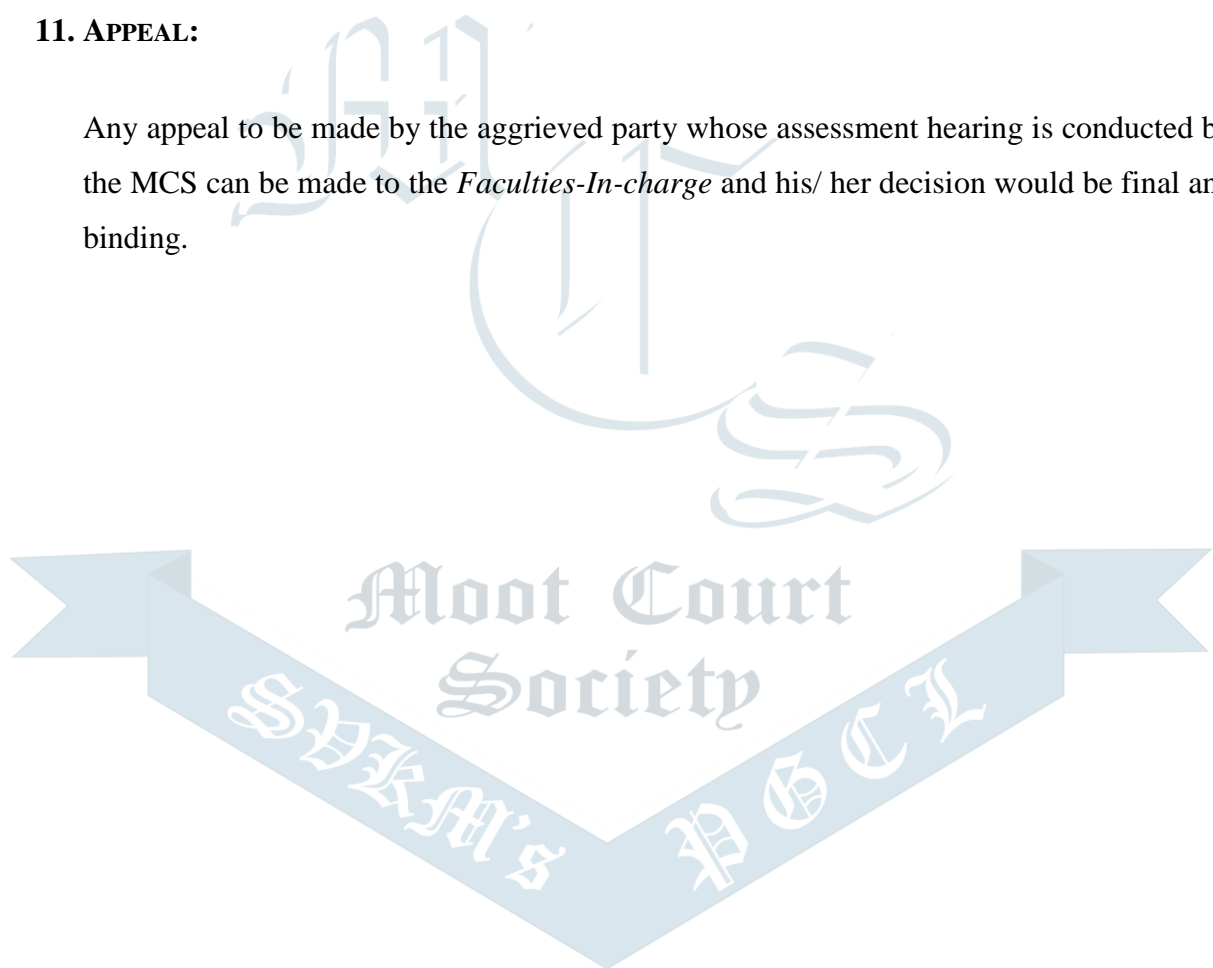 11. APPEAL:
Any appeal to be made by the aggrieved party whose assessment hearing is conducted b
the MCS can be made to the Faculties-In-charge and his/ her decision would be final an
binding.
MCS
Moot Court
Society
SVKM's PGCL